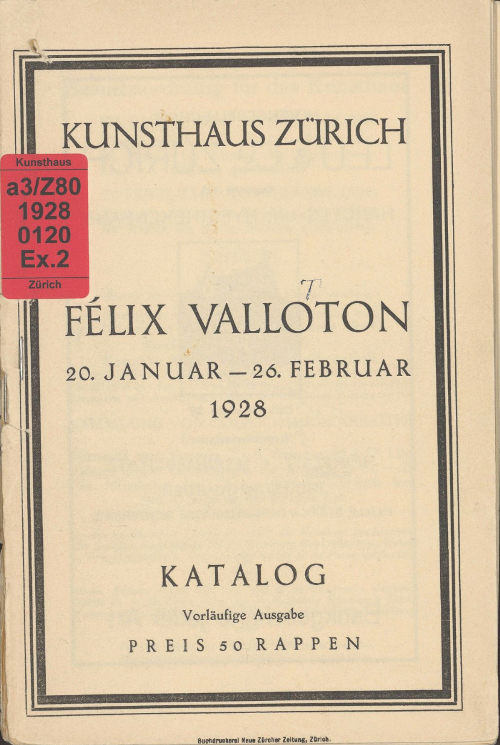 KUNSTHAUS ZÜRICH
Kunsthaus
a3/Z80
1928
0120
Ex.2
Zürich
T
FÉLIX VALLOTON
20. JANUAR — 26. FEBRUAR
1928
KATALOG
Vorläufige Ausgabe
PREIS 50 RAPPEN
Buchdruckerei Neue Zürcher Zeitung, Zürich.